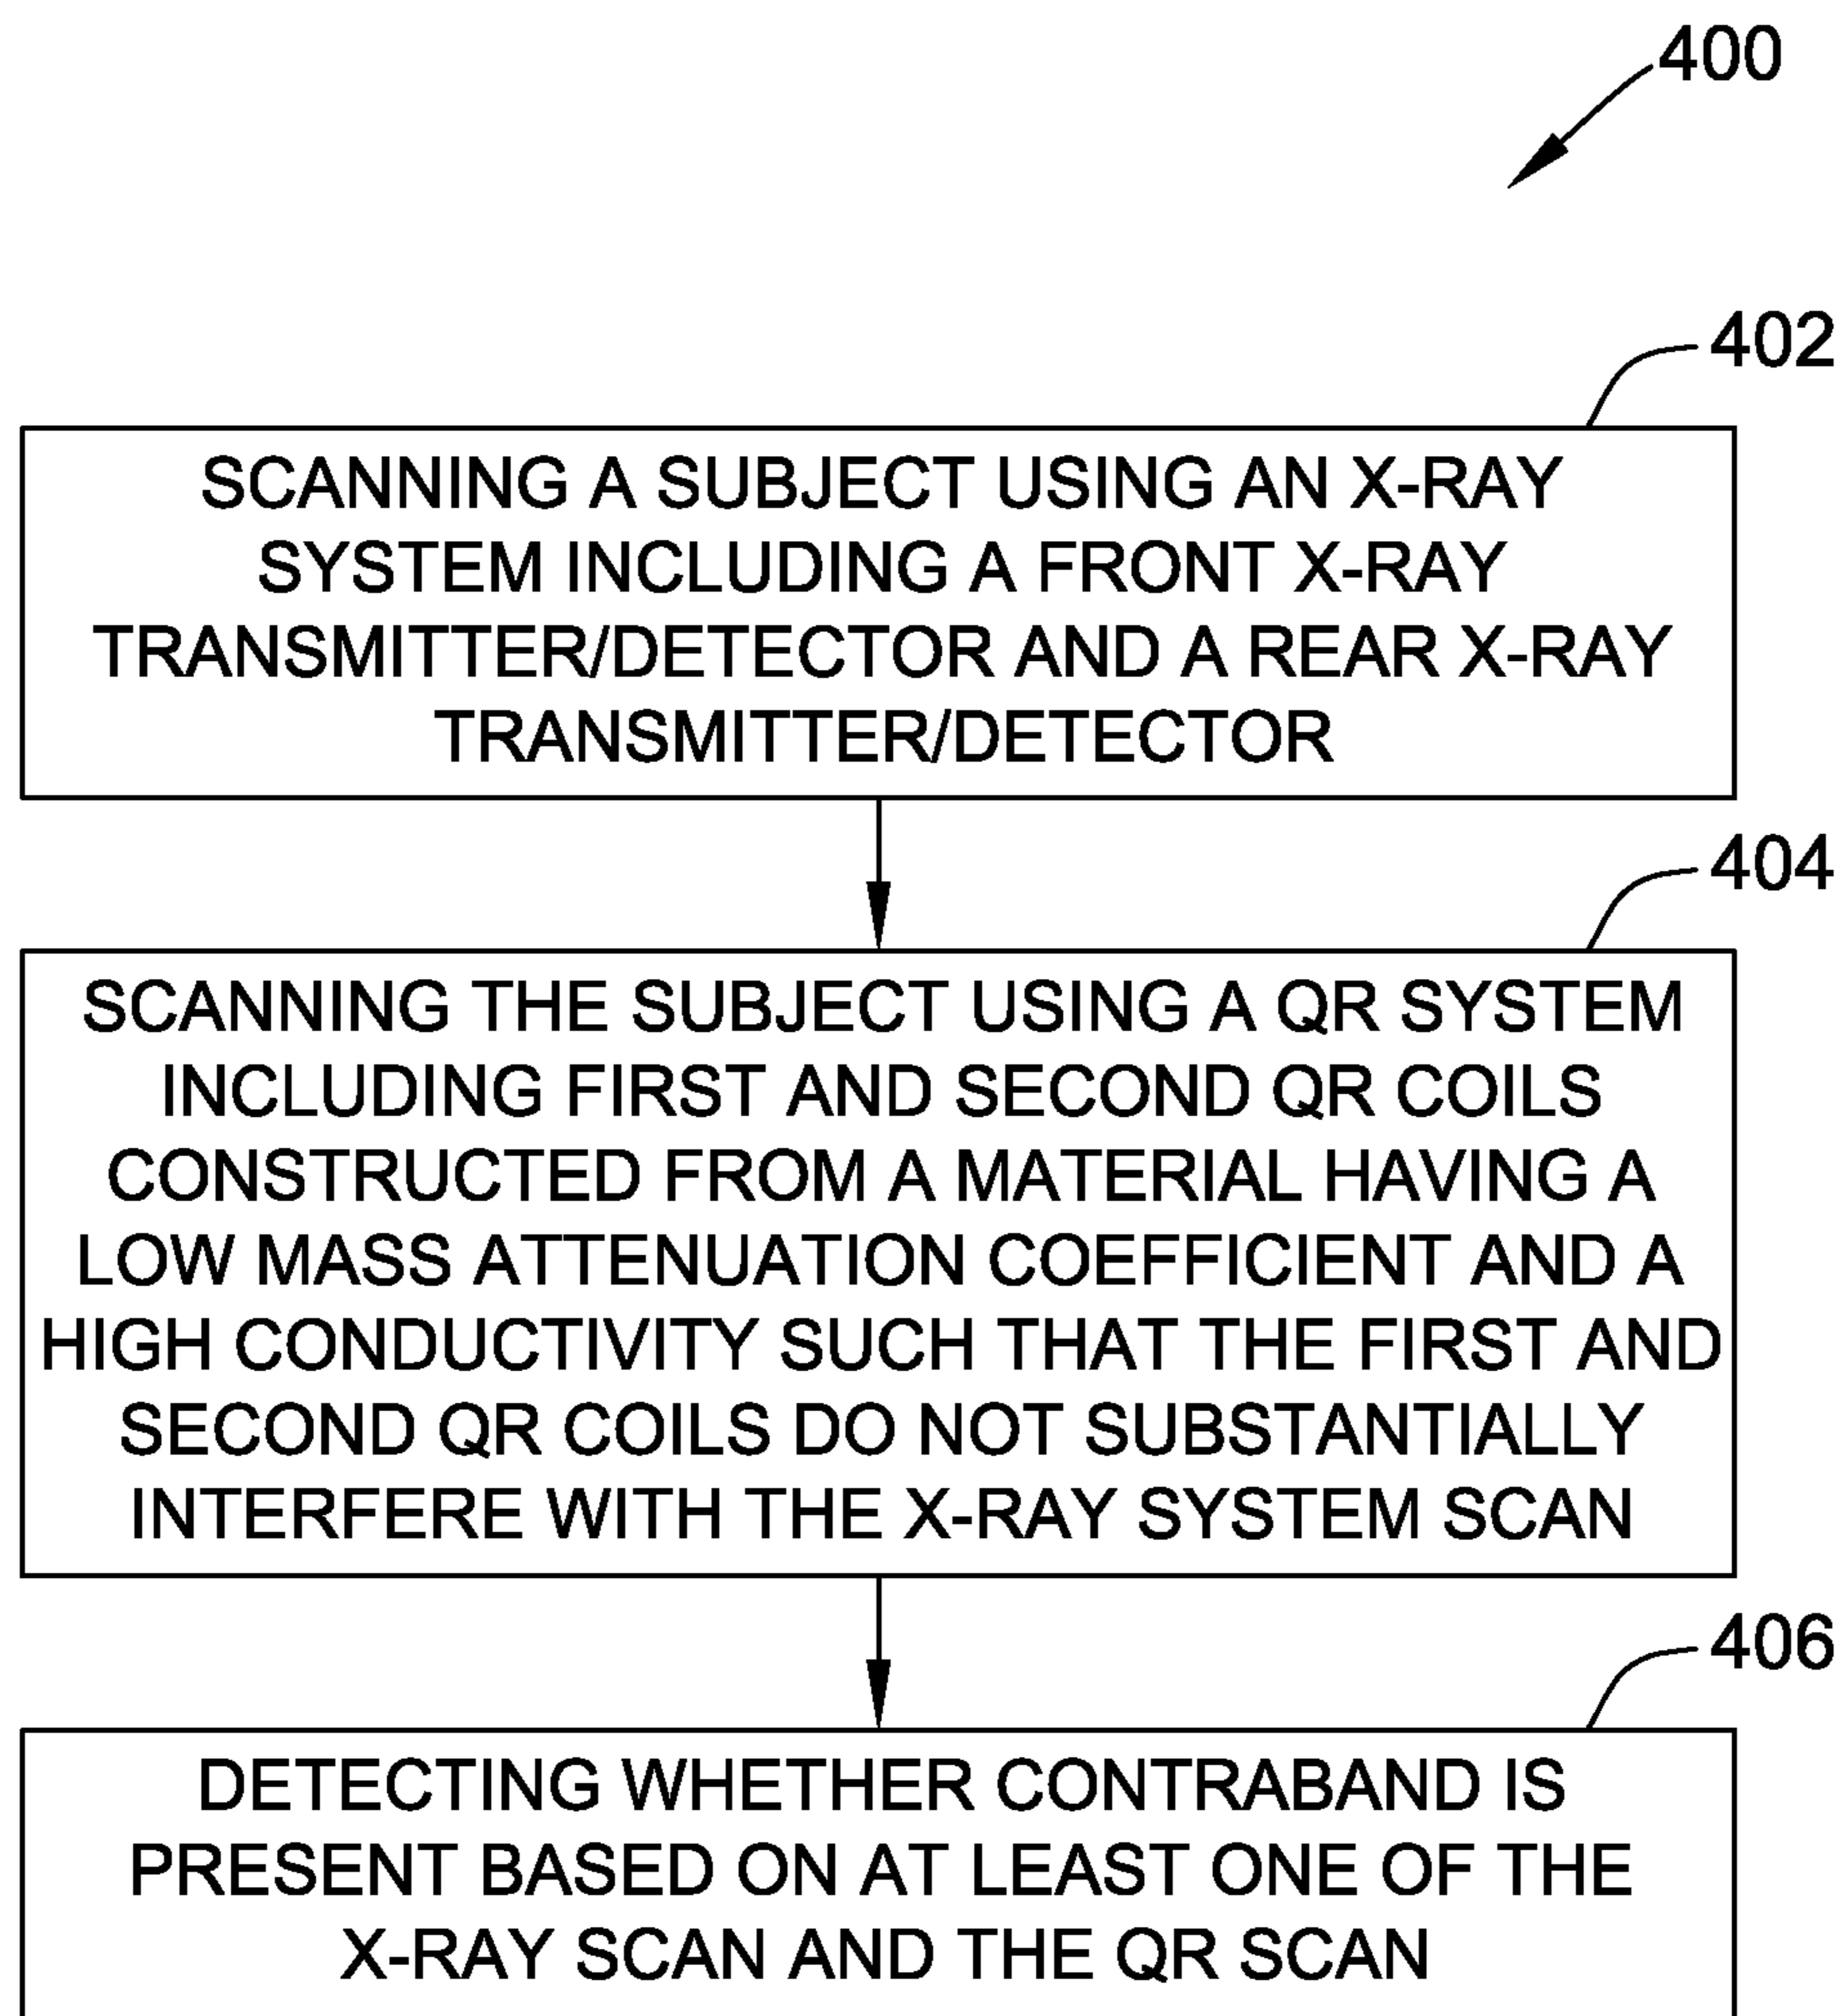 400
402
SCANNING A SUBJECT USING AN X-RAY
SYSTEM INCLUDING A FRONT X-RAY
TRANSMITTER/DETECTOR AND A REAR X-RAY
TRANSMITTER/DETECTOR
404
SCANNING THE SUBJECT USING A QR SYSTEM
INCLUDING FIRST AND SECOND QR COILS
CONSTRUCTED FROM A MATERIAL HAVING A
LOW MASS ATTENUATION COEFFICIENT AND A
HIGH CONDUCTIVITY SUCH THAT THE FIRST AND
SECOND QR COILS DO NOT SUBSTANTIALLY
INTERFERE WITH THE X-RAY SYSTEM SCAN
406
DETECTING WHETHER CONTRABAND IS
PRESENT BASED ON AT LEAST ONE OF THE
X-RAY SCAN AND THE QR SCAN